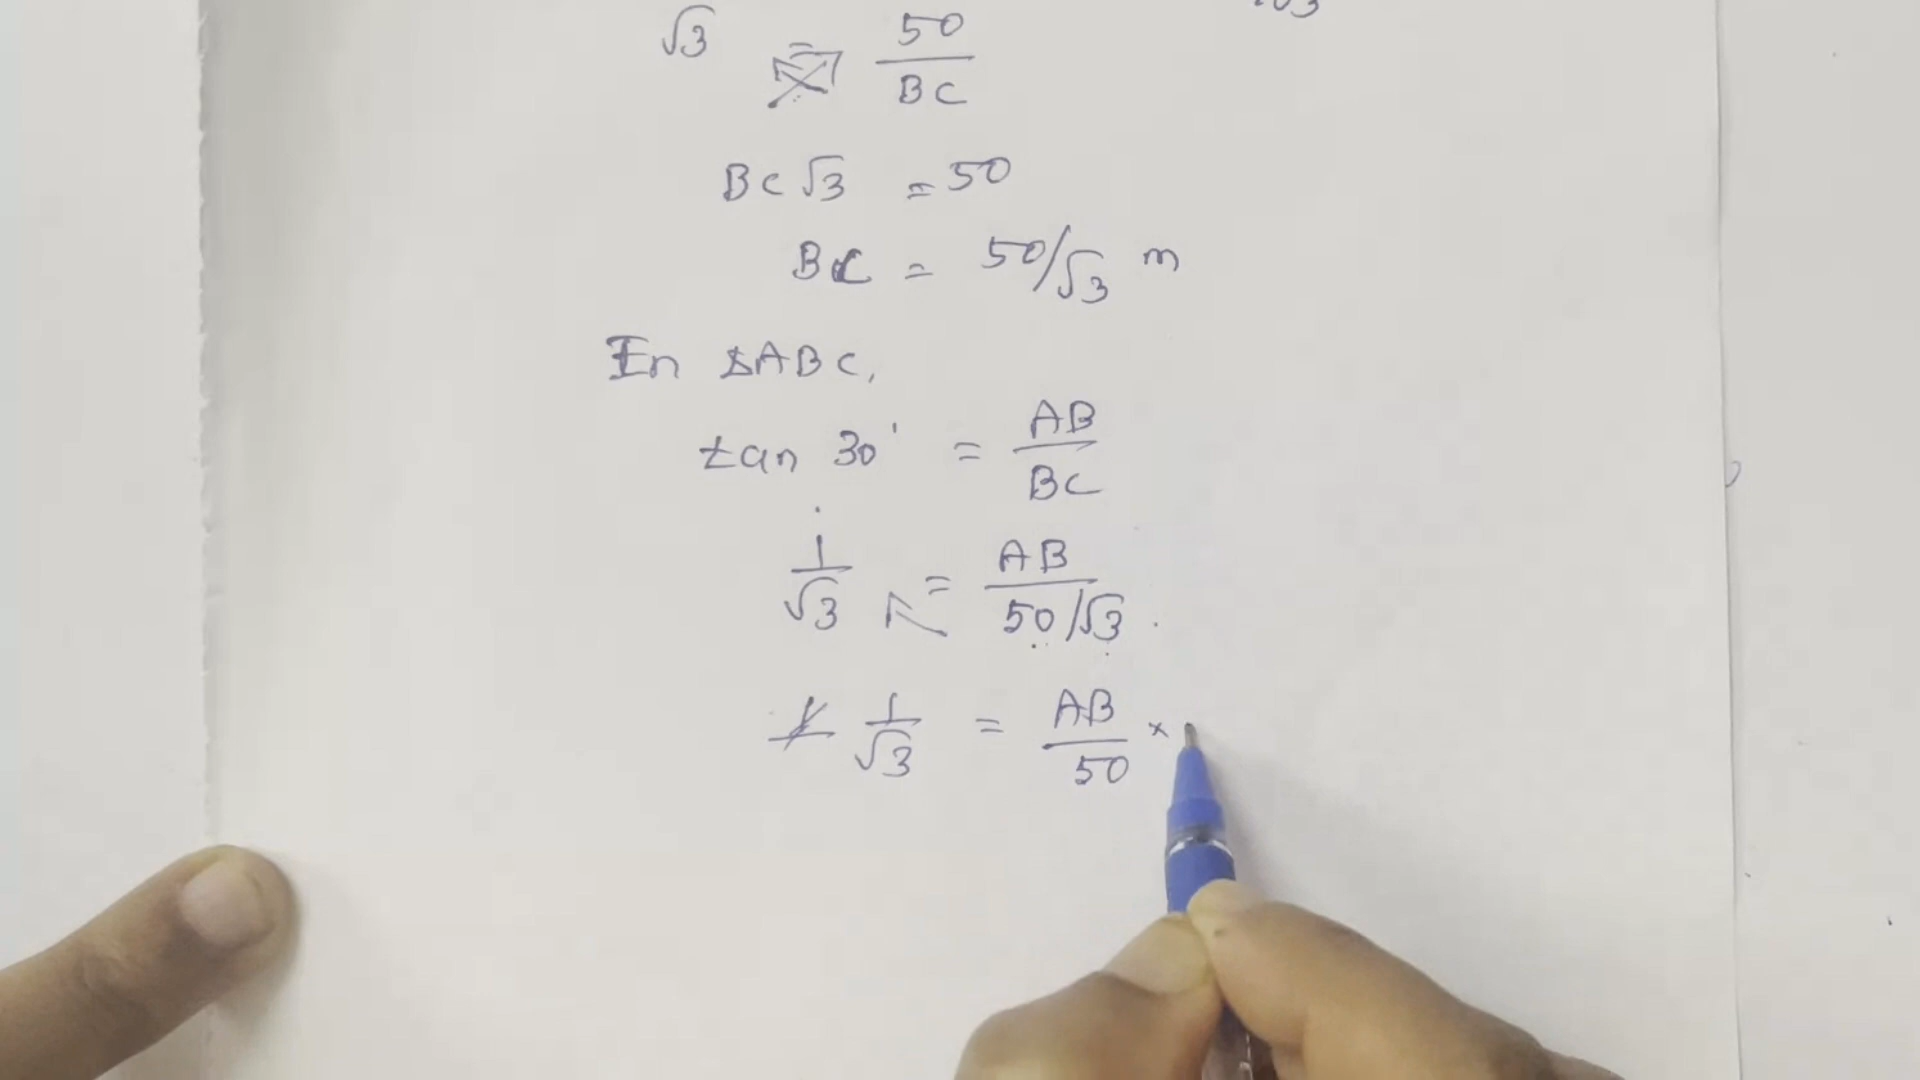 √3 = 50/BC
BC√3 = 50
BC = 50/√3 m
In ΔABC,
tan 30° = AB/BC
1/√3 = AB/(50/√3)
1/√3 = AB/50 ×